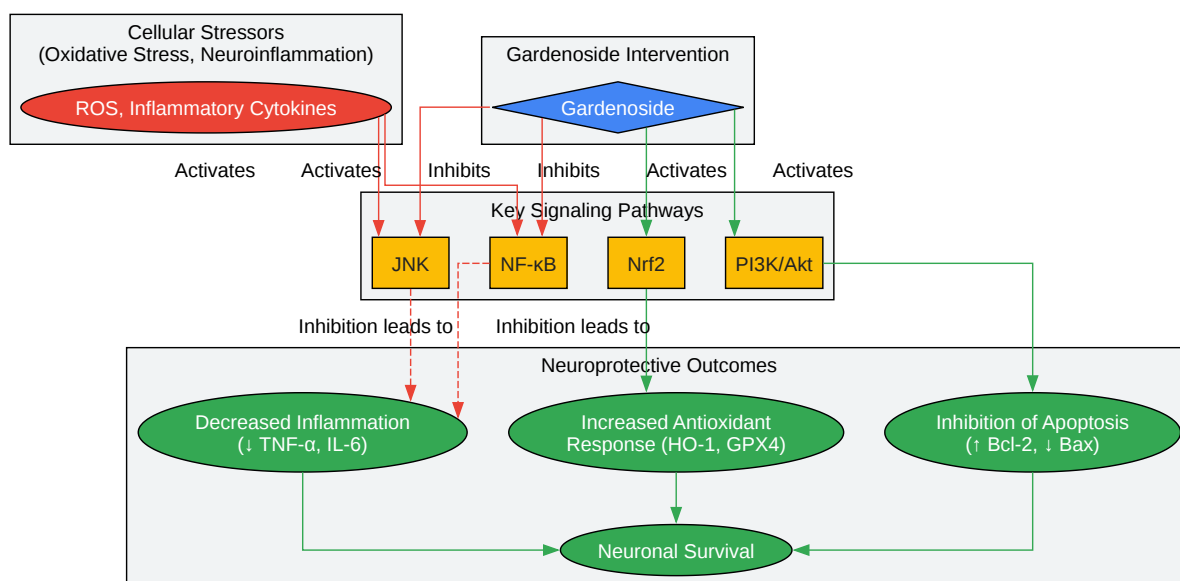 Cellular Stressors
(Oxidative Stress, Neuroinflammation)
ROS, Inflammatory Cytokines
Gardenoside Intervention
Gardenoside
Activates
Activates
Inhibits
Inhibits
Activates
Activates
Key Signaling Pathways
JNK
NF-κB
Nrf2
PI3K/Akt
Inhibition leads to
Inhibition leads to
Neuroprotective Outcomes
Decreased Inflammation
(↓ TNF-α, IL-6)
Increased Antioxidant
Response (HO-1, GPX4)
Inhibition of Apoptosis
(↑ Bcl-2, ↓ Bax)
Neuronal Survival